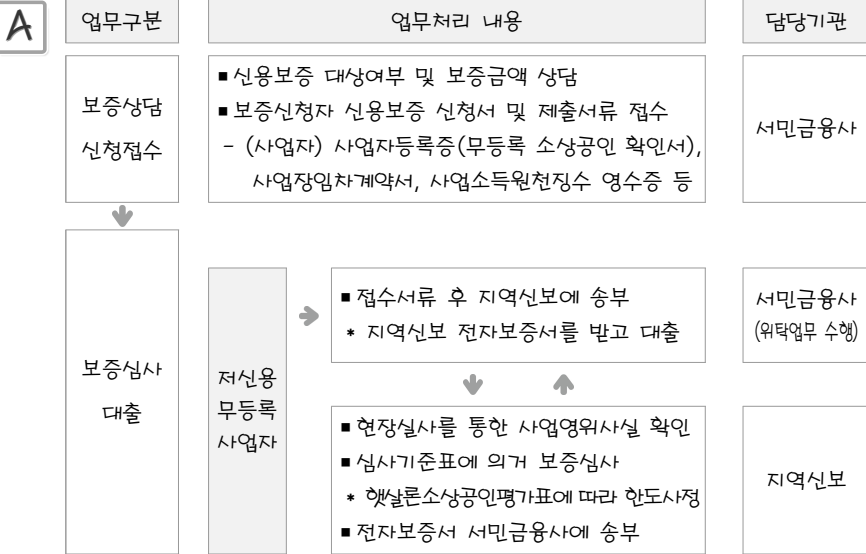 A
업무구분 업무처리 내용 담당기관
보증상담
신청접수
■ 신용보증 대상여부 및 보증금액 상담
■ 보증신청자 신용보증 신청서 및 제출서류 접수
- (사업자) 사업자등록증(무등록 소상공인 확인서),
사업장임차계약서, 사업소득원천징수 영수증 등
서민금융사
보증심사
대출
저신용
무등록
사업자
■ 접수서류 후 지역신보에 송부
* 지역신보 전자보증서를 받고 대출
서민금융사
(위탁업무 수행)
■ 현장실사를 통한 사업영위사실 확인
■ 심사기준표에 의거 보증심사
* 햇살론소상공인평가표에 따라 한도사정
■ 전자보증서 서민금융사에 송부
지역신보